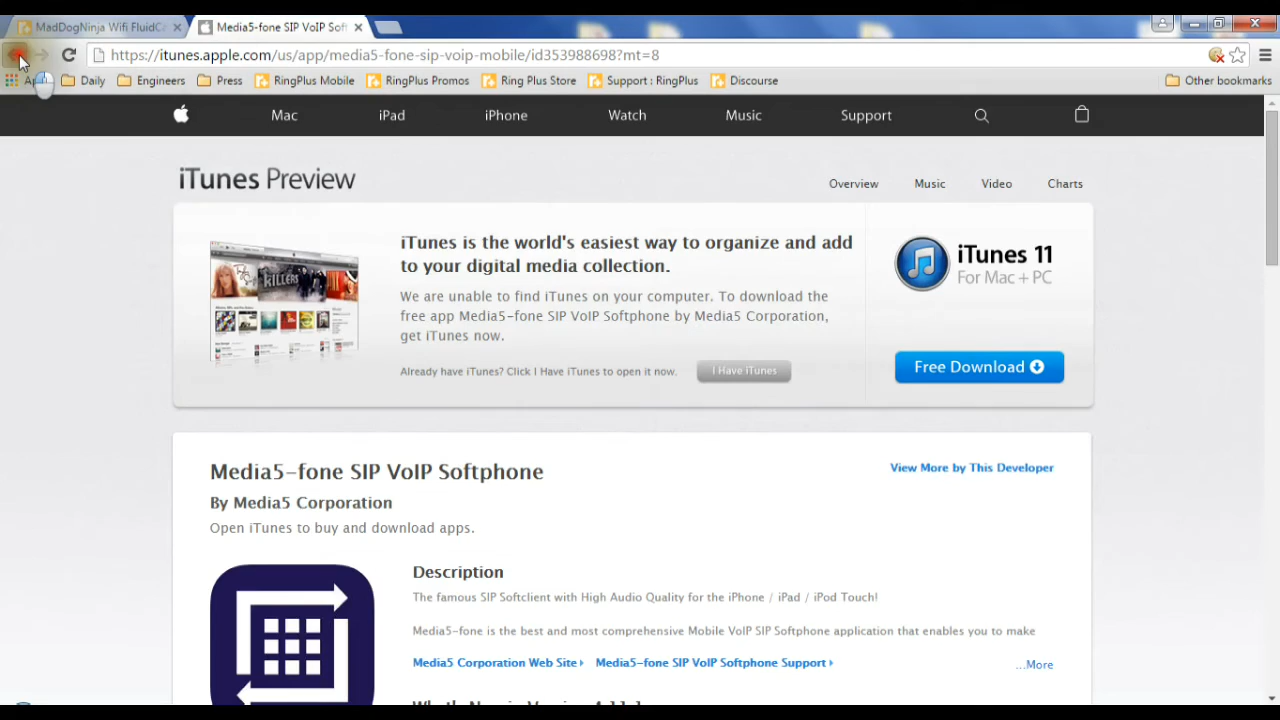 MadDogNinja Wifi FluidCa
Media5-fone SIP VoIP Soft
https://itunes.apple.com/us/app/media5-fone-sip-voip-mobile/id353988698?mt=8
Daily Engineers Press RingPlus Mobile RingPlus Promos Ring Plus Store Support : RingPlus Discourse Other bookmarks
Mac iPad iPhone Watch Music Support
iTunes Preview
Overview Music Video Charts
iTunes is the world's easiest way to organize and add
to your digital media collection.
We are unable to find iTunes on your computer. To download the
free app Media5-fone SIP VoIP Softphone by Media5 Corporation,
get iTunes now.
Already have iTunes? Click I Have iTunes to open it now.
I Have iTunes
iTunes 11
For Mac + PC
Free Download
KILLERS
Media5-fone SIP VoIP Softphone
View More by This Developer
By Media5 Corporation
Open iTunes to buy and download apps.
Description
The famous SIP Softclient with High Audio Quality for the iPhone / iPad / iPod Touch!
Media5-fone is the best and most comprehensive Mobile VoIP SIP Softphone application that enables you to make
Media5 Corporation Web Site
Media5-fone SIP VoIP Softphone Support
...More